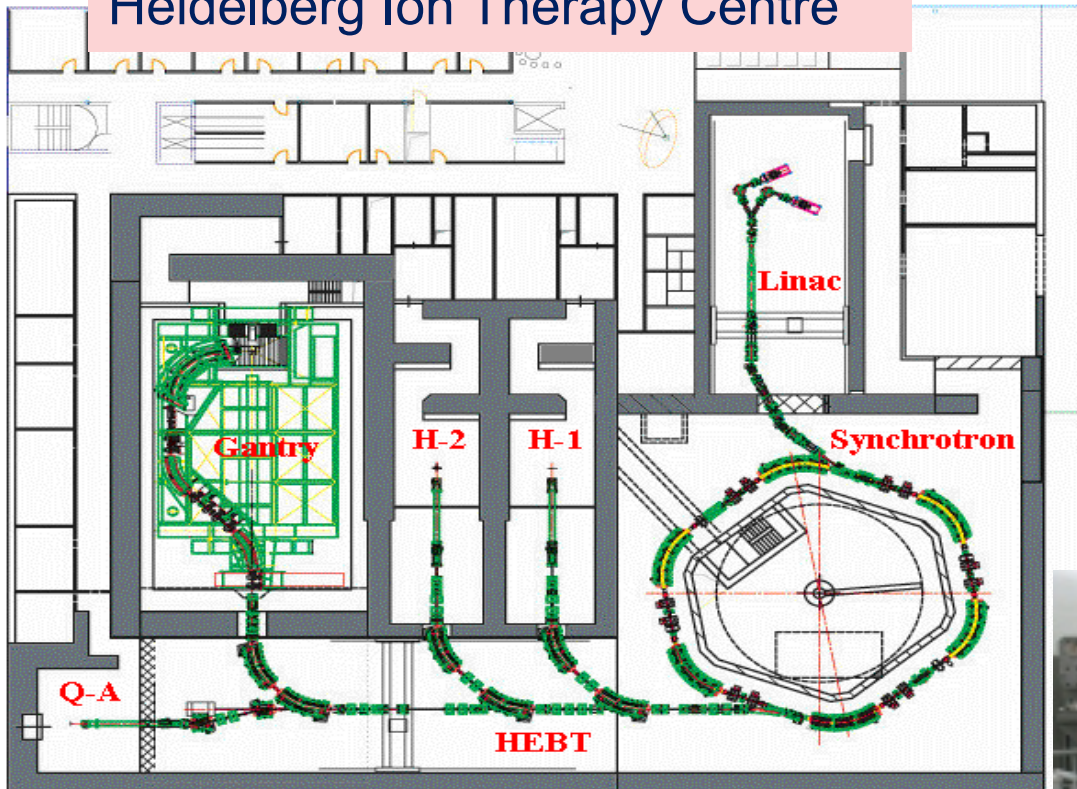 Heidelberg Ion Therapy Centre
Linac
Gantry
H-2
H-1
Synchrotron
Q-A
HEBT